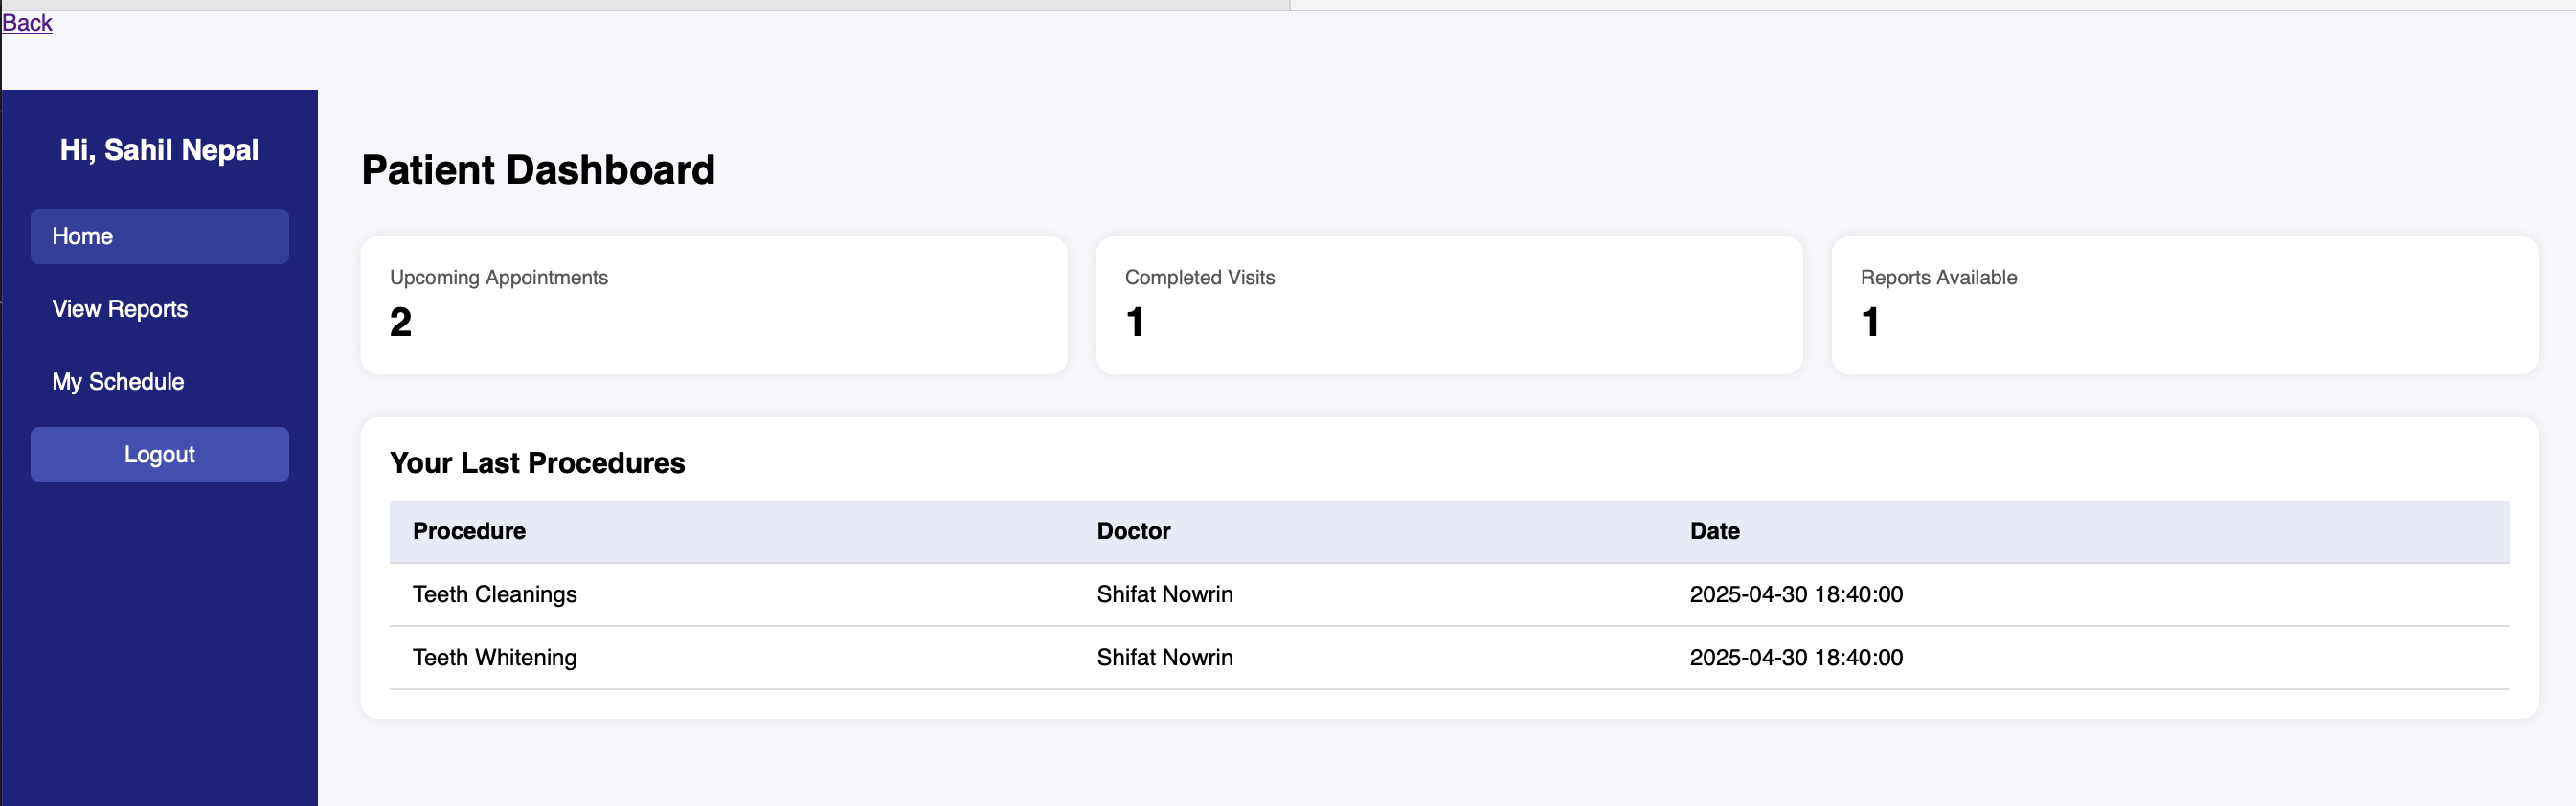 Back
Hi, Sahil Nepal
Home
View Reports
My Schedule
Logout
Patient Dashboard
Upcoming Appointments
2
Completed Visits
1
Reports Available
1
Your Last Procedures
Procedure Doctor Date
Teeth Cleanings Shifat Nowrin 2025-04-30 18:40:00
Teeth Whitening Shifat Nowrin 2025-04-30 18:40:00